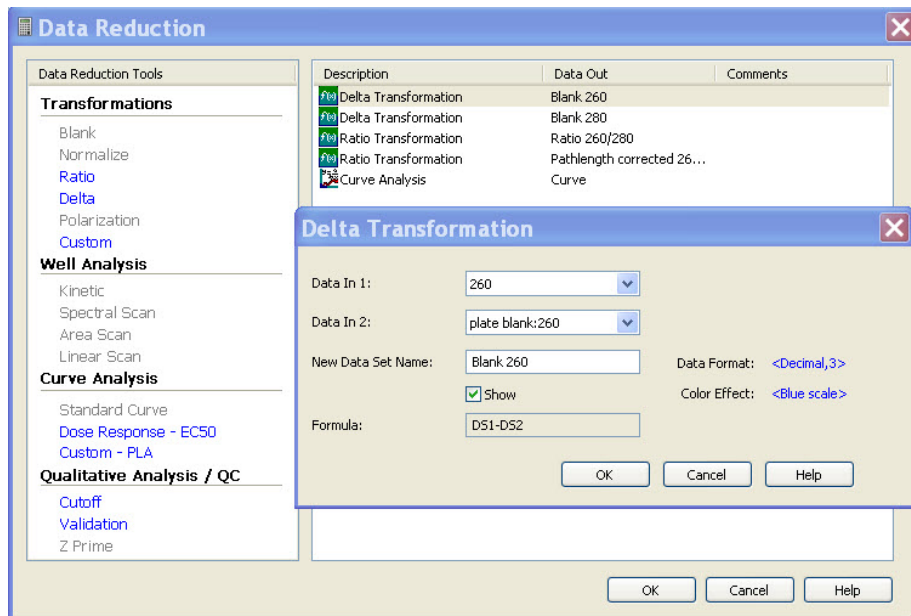 Data Reduction
Data Reduction Tools
Transformations
Blank
Normalize
Ratio
Delta
Polarization
Custom
Well Analysis
Kinetic
Spectral Scan
Area Scan
Linear Scan
Curve Analysis
Standard Curve
Dose Response - EC50
Custom - PLA
Qualitative Analysis / QC
Cutoff
Validation
Z Prime
Description Data Out Comments
f(x) Delta Transformation Blank 260
f(x) Delta Transformation Blank 280
f(x) Ratio Transformation Ratio 260/280
f(x) Ratio Transformation Pathlength corrected 26...
Curve Analysis Curve
Delta Transformation
Data In 1: 260
Data In 2: plate blank:260
New Data Set Name: Blank 260 Data Format: <Decimal,3>
Show Color Effect: <Blue scale>
Formula: DS1-DS2
OK Cancel Help
OK Cancel Help